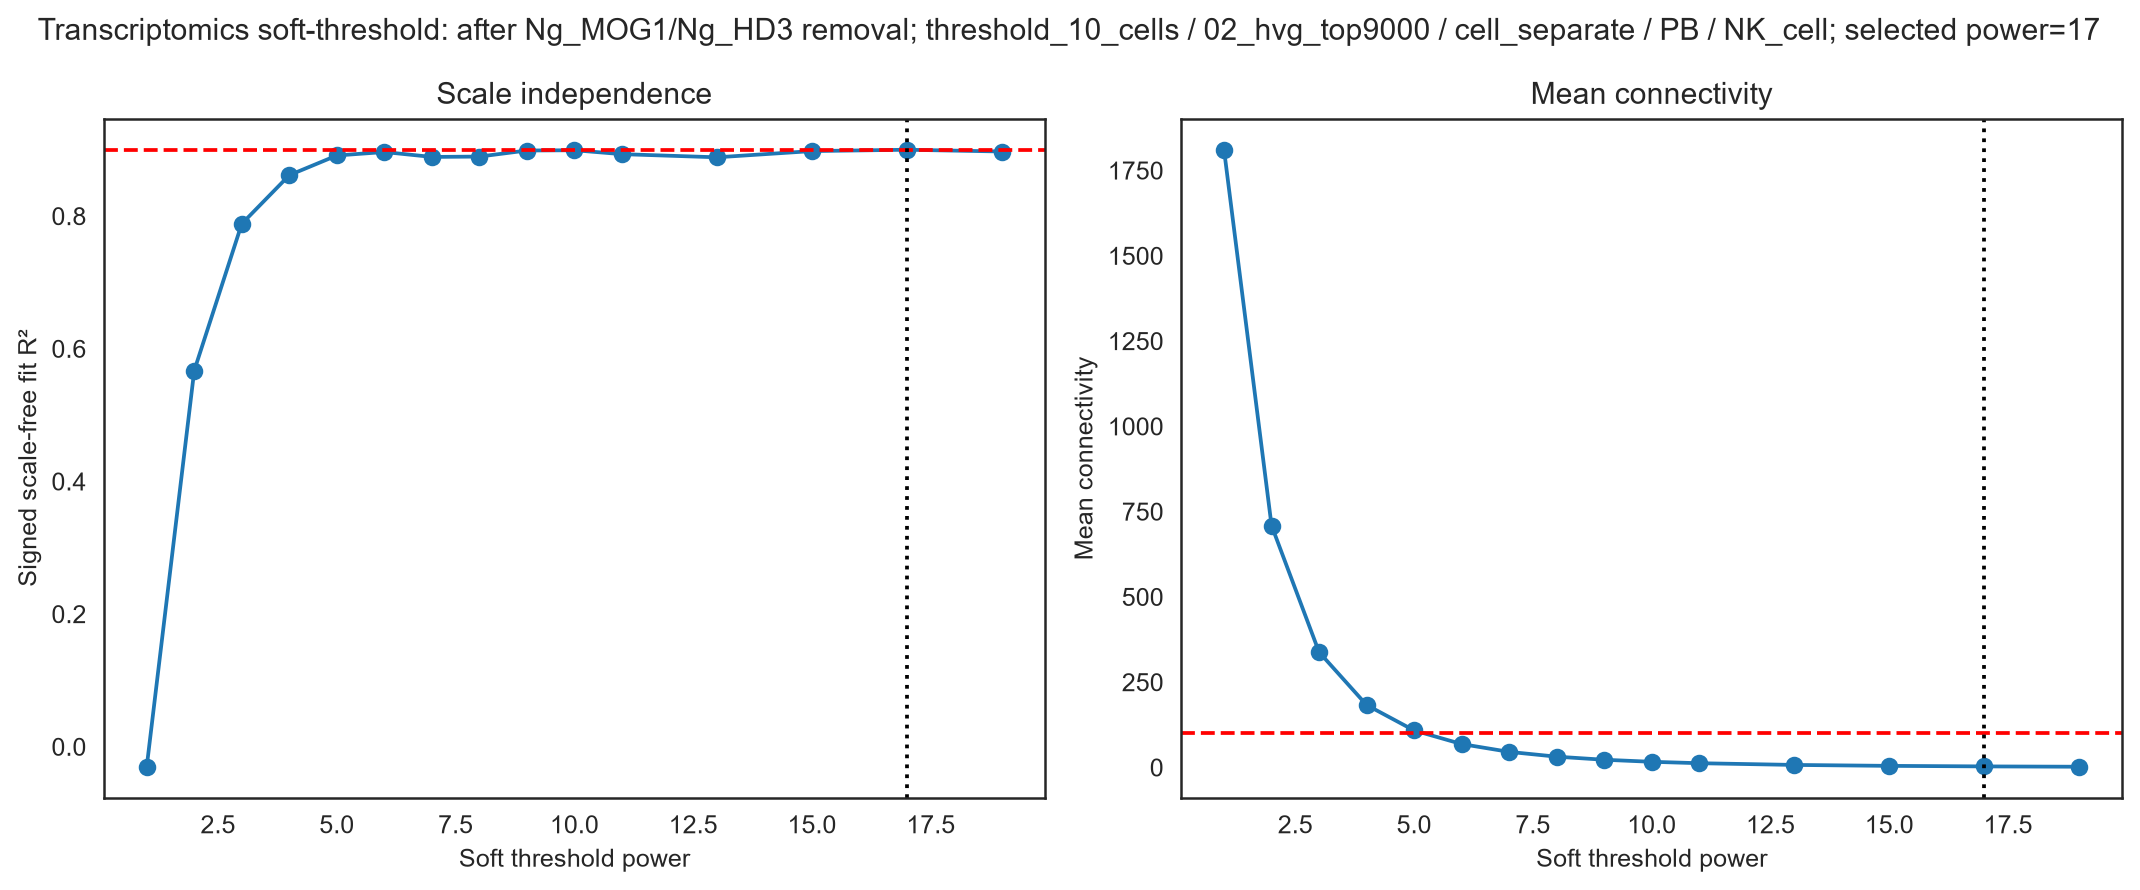 Transcriptomics soft-threshold: after Ng_MOG1/Ng_HD3 removal; threshold_10_cells / 02_hvg_top9000 / cell_separate / PB / NK_cell; selected power=17
Scale independence
Signed scale-free fit R²
0.8
0.6
0.4
0.2
0.0
2.5 5.0 7.5 10.0 12.5 15.0 17.5
Soft threshold power
Mean connectivity
Mean connectivity
1750
1500
1250
1000
750
500
250
0
2.5 5.0 7.5 10.0 12.5 15.0 17.5
Soft threshold power